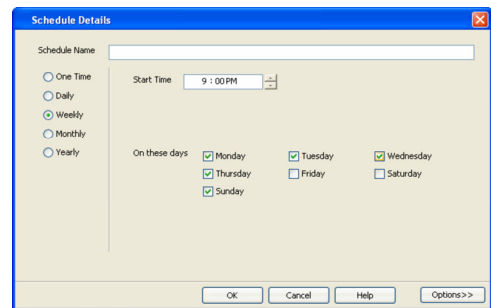 Schedule Details
Schedule Name
One Time
Daily
Weekly
Monthly
Yearly
Start Time 9 : 00 PM
On these days Monday Tuesday Wednesday
Thursday Friday Saturday
Sunday
OK Cancel Help Options>>